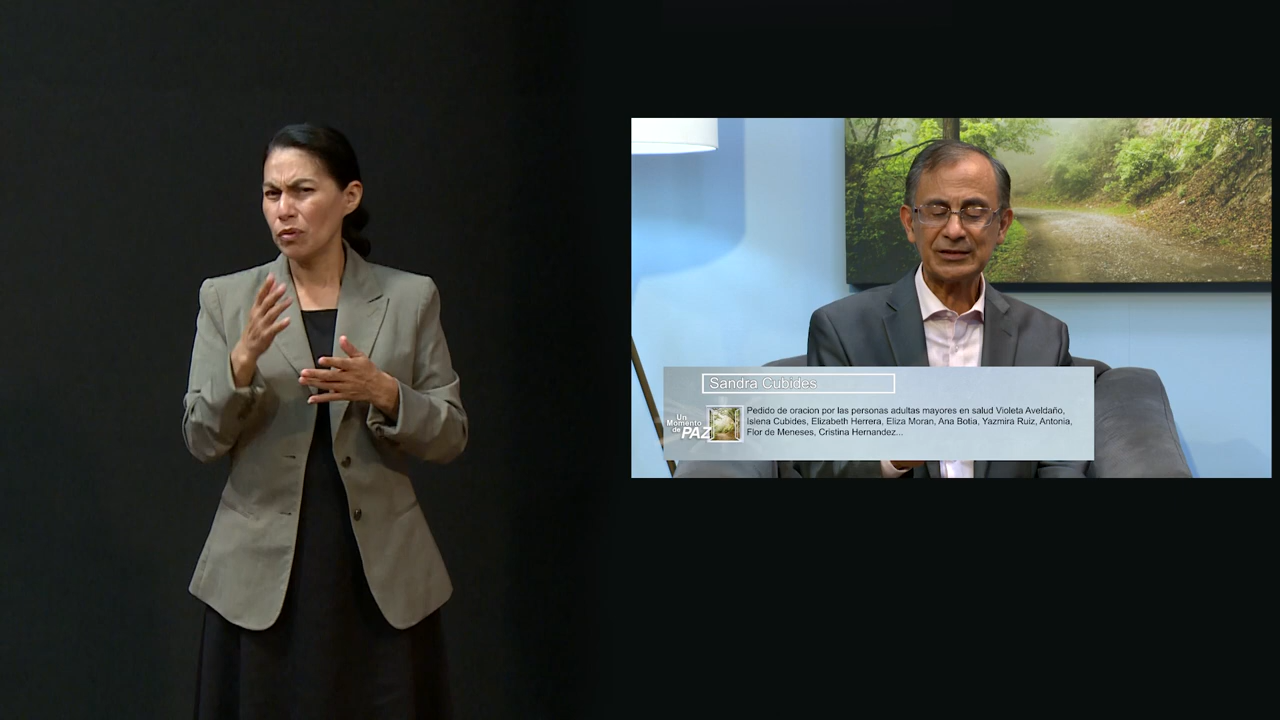 Sandra Cubides
Un
Momento
de PAZ
Pedido de oracion por las personas adultas mayores en salud Violeta Aveldaño,
Islena Cubides, Elizabeth Herrera, Eliza Moran, Ana Botia, Yazmira Ruiz, Antonia,
Flor de Meneses, Cristina Hernandez...